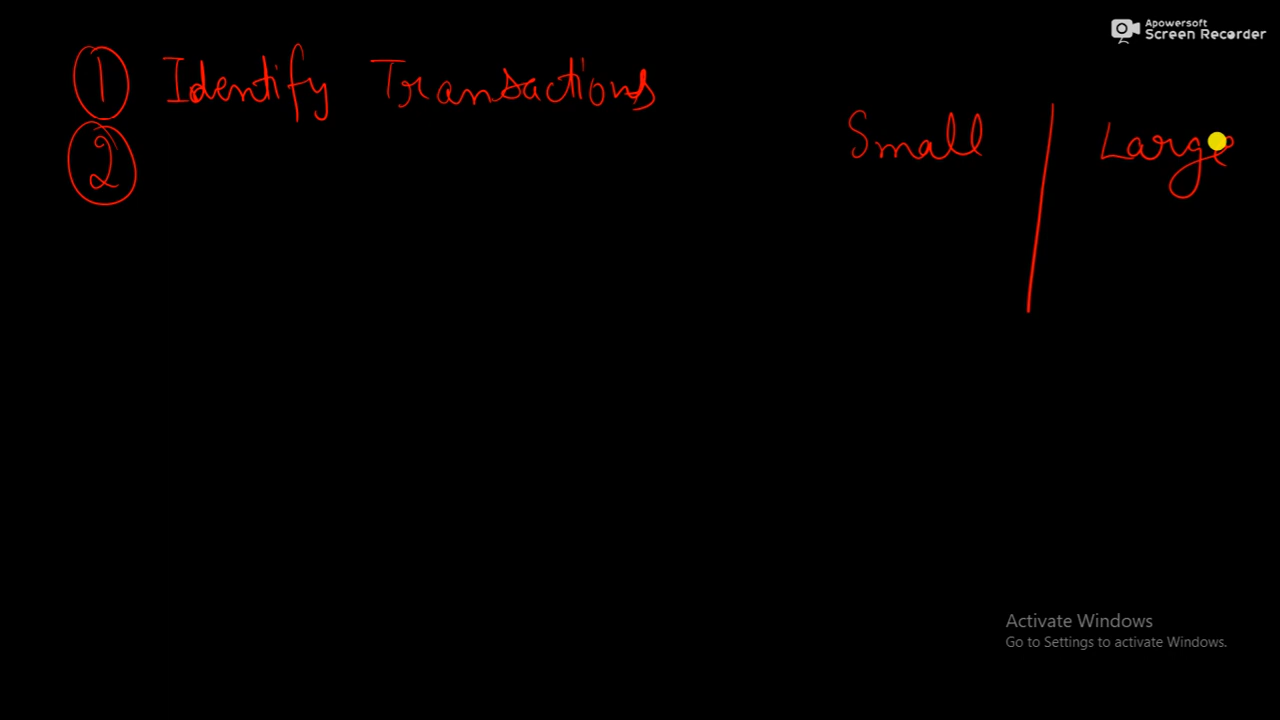 Apowersoft
Screen Recorder
① Identify Transactions
②
Small | Large
Activate Windows
Go to Settings to activate Windows.